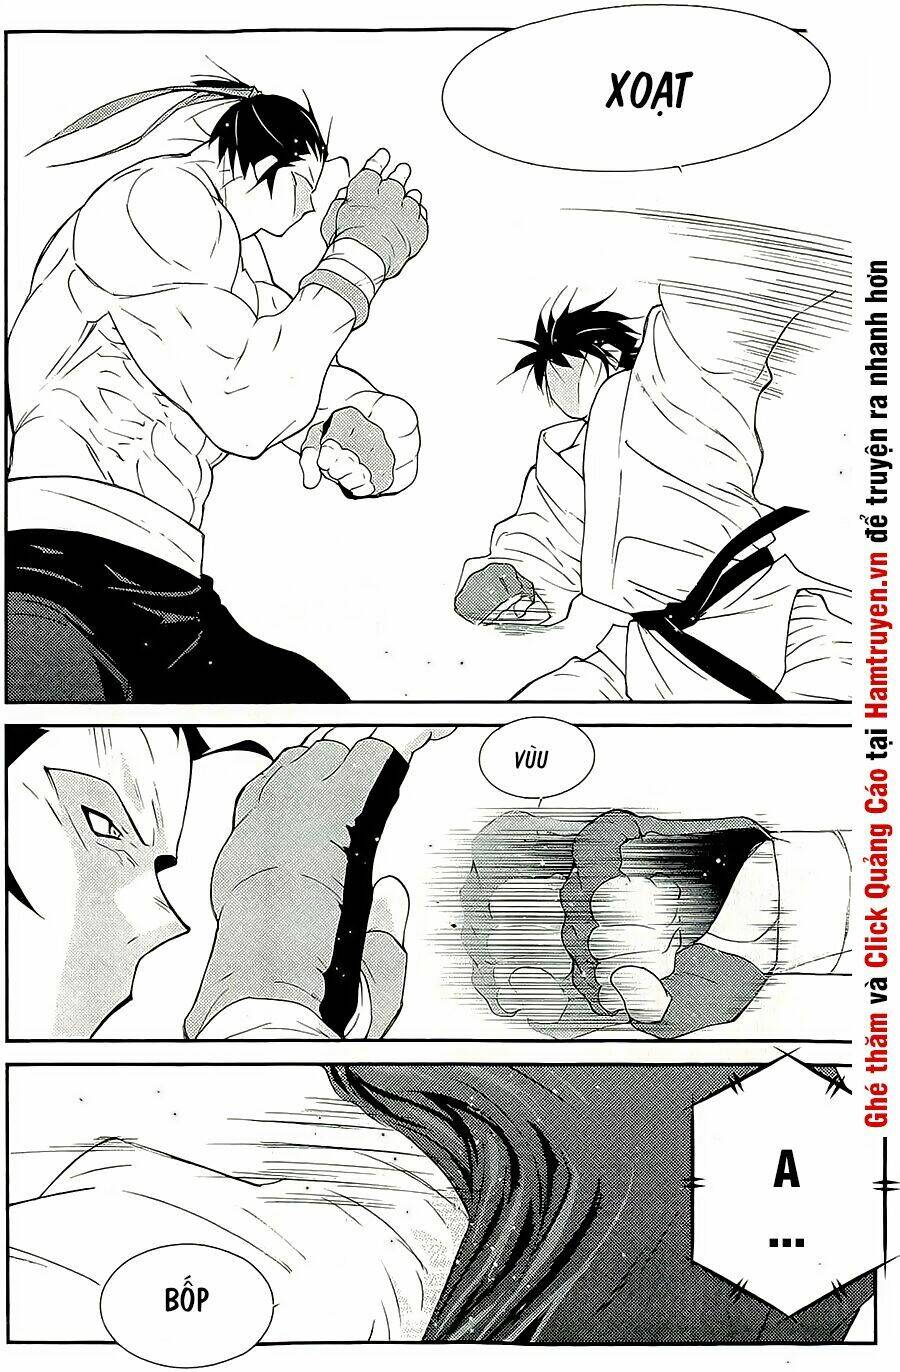 XOẠT
VÙU
A
...
BỐP
Ghé thăm và Click Quảng Cáo tại Hamtruyen.vn để truyện ra nhanh hơn